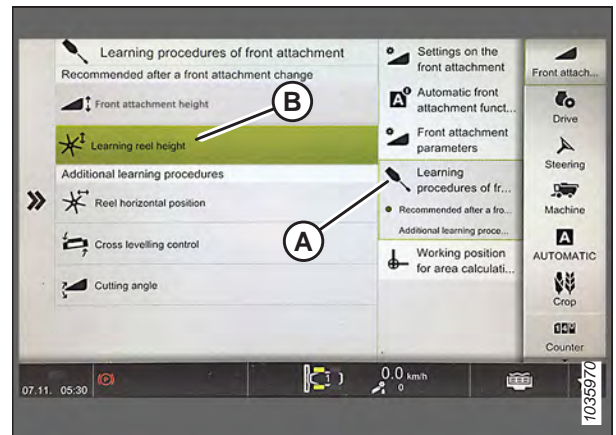 Learning procedures of front attachment
Recommended after a front attachment change
Front attachment height
Learning reel height
Additional learning procedures
Reel horizontal position
Cross levelling control
Cutting angle
B
A
Settings on the
front attachment
Automatic front
attachment funct...
Front attachment
parameters
Learning
procedures of fr...
Recommended after a fro...
Additional learning proce...
Working position
for area calculati...
Front attach...
Drive
Steering
Machine
A
AUTOMATIC
Crop
Counter
07.11. 05:30
1
0.0 km/h
0
1035970